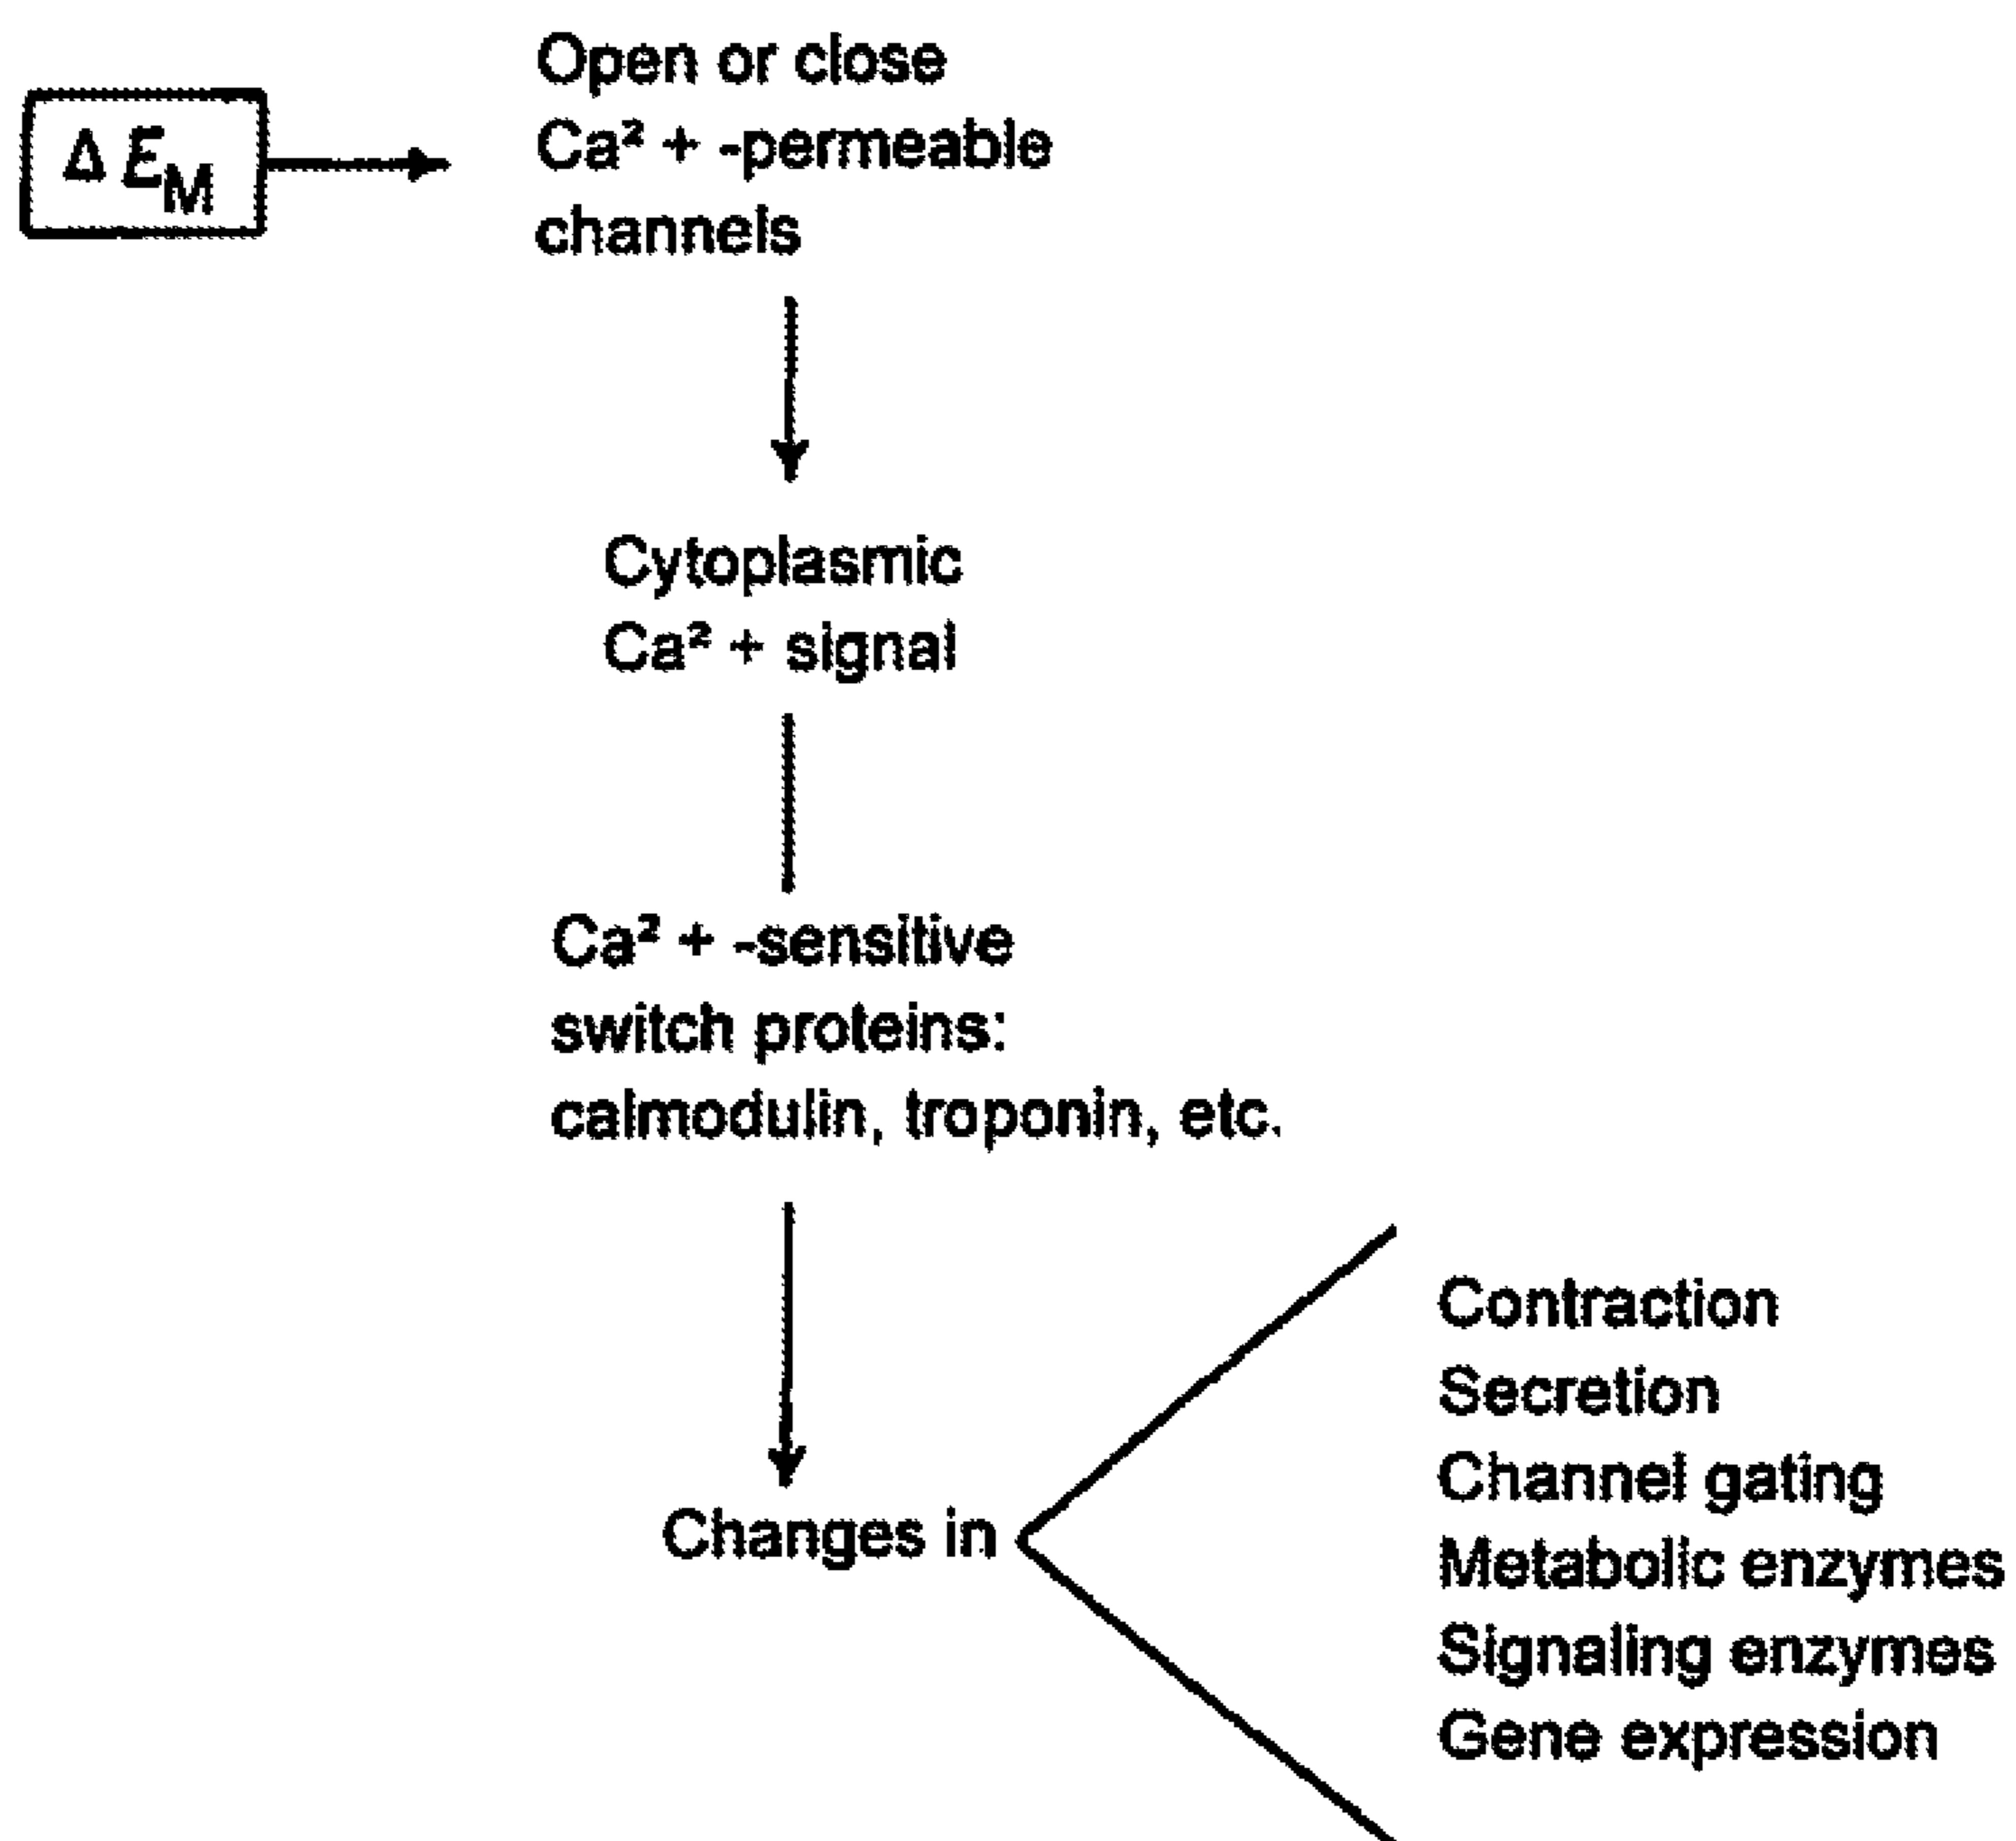 Open or close
Δ E_M
Ca² + -permeable
channels
Cytoplasmic
Ca² + signal
Ca² + -sensitive
switch proteins:
calmodulin, troponin, etc.
Changes in
Contraction
Secretion
Channel gating
Metabolic enzymes
Signaling enzymes
Gene expression